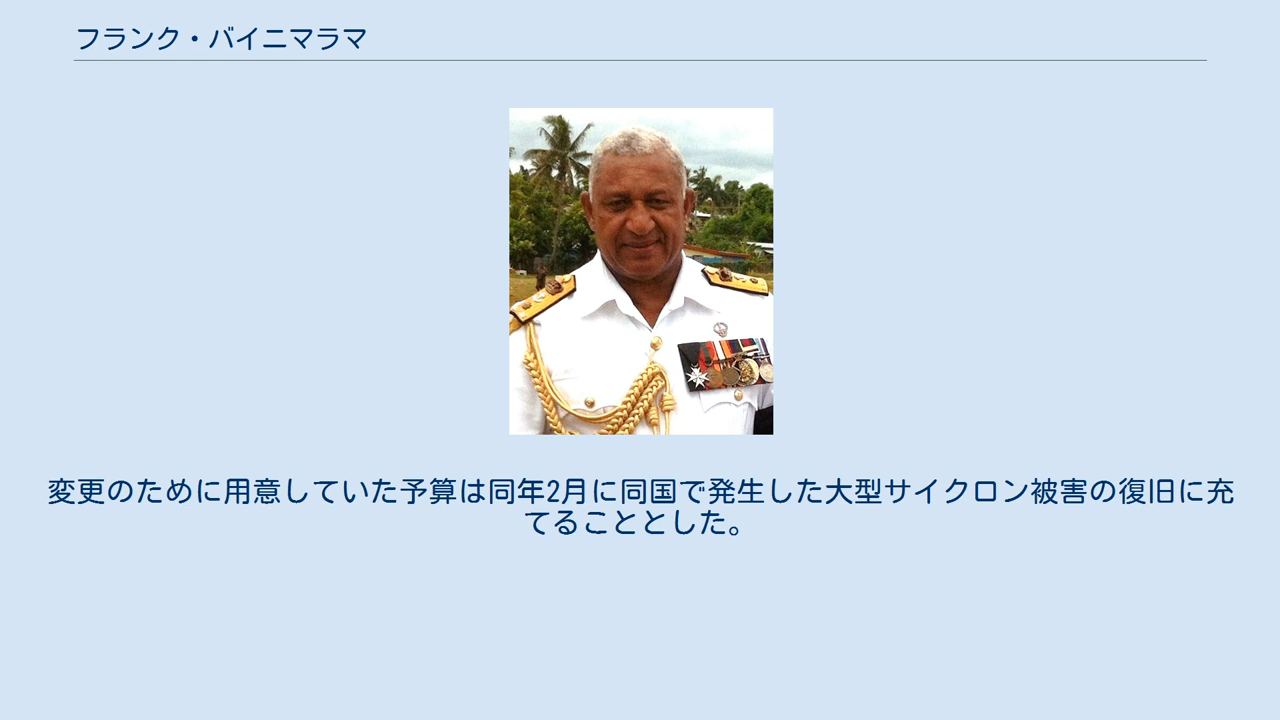 フランク・バイニマラマ
変更のために用意していた予算は同年2月に同国で発生した大型サイクロン被害の復旧に充
てることとした。